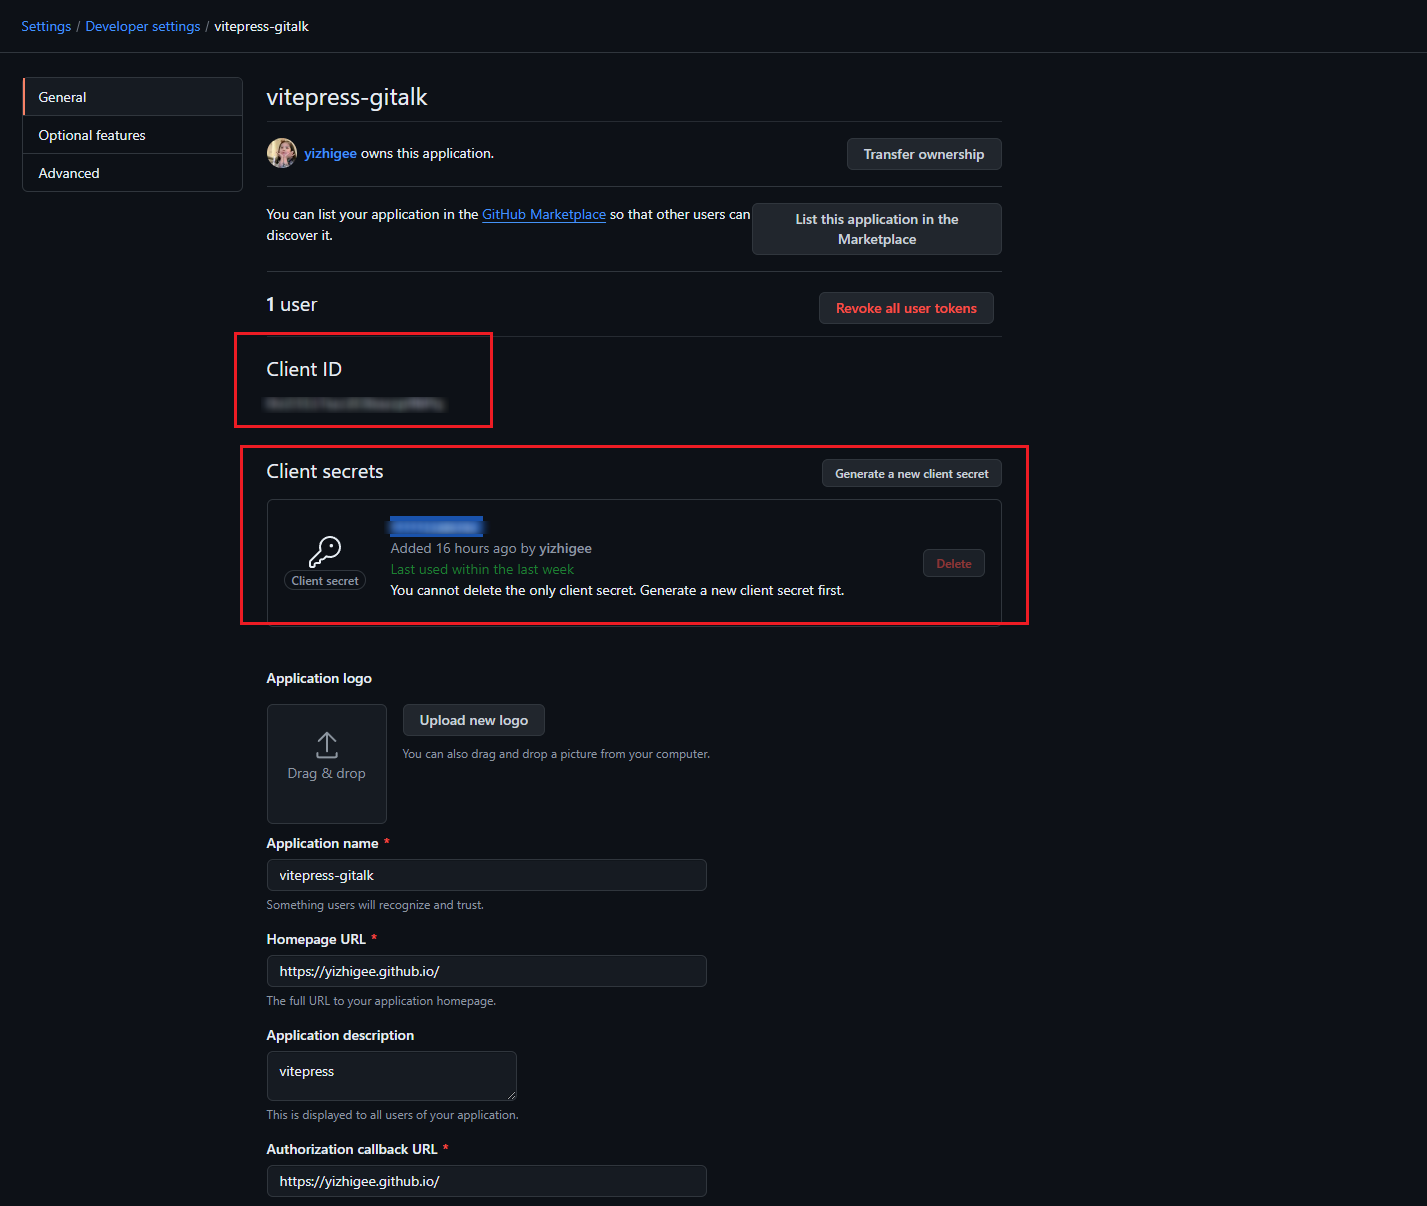 Settings / Developer settings / vitepress-gitalk
General
Optional features
Advanced
vitepress-gitalk
yizhigee owns this application.
Transfer ownership
You can list your application in the GitHub Marketplace so that other users can
discover it.
List this application in the
Marketplace
1 user
Revoke all user tokens
Client ID
Client secrets
Generate a new client secret
Client secret
Added 16 hours ago by yizhigee
Last used within the last week
You cannot delete the only client secret. Generate a new client secret first.
Delete
Application logo
Drag & drop
Upload new logo
You can also drag and drop a picture from your computer.
Application name *
vitepress-gitalk
Something users will recognize and trust.
Homepage URL *
https://yizhigee.github.io/
The full URL to your application homepage.
Application description
vitepress
This is displayed to all users of your application.
Authorization callback URL *
https://yizhigee.github.io/